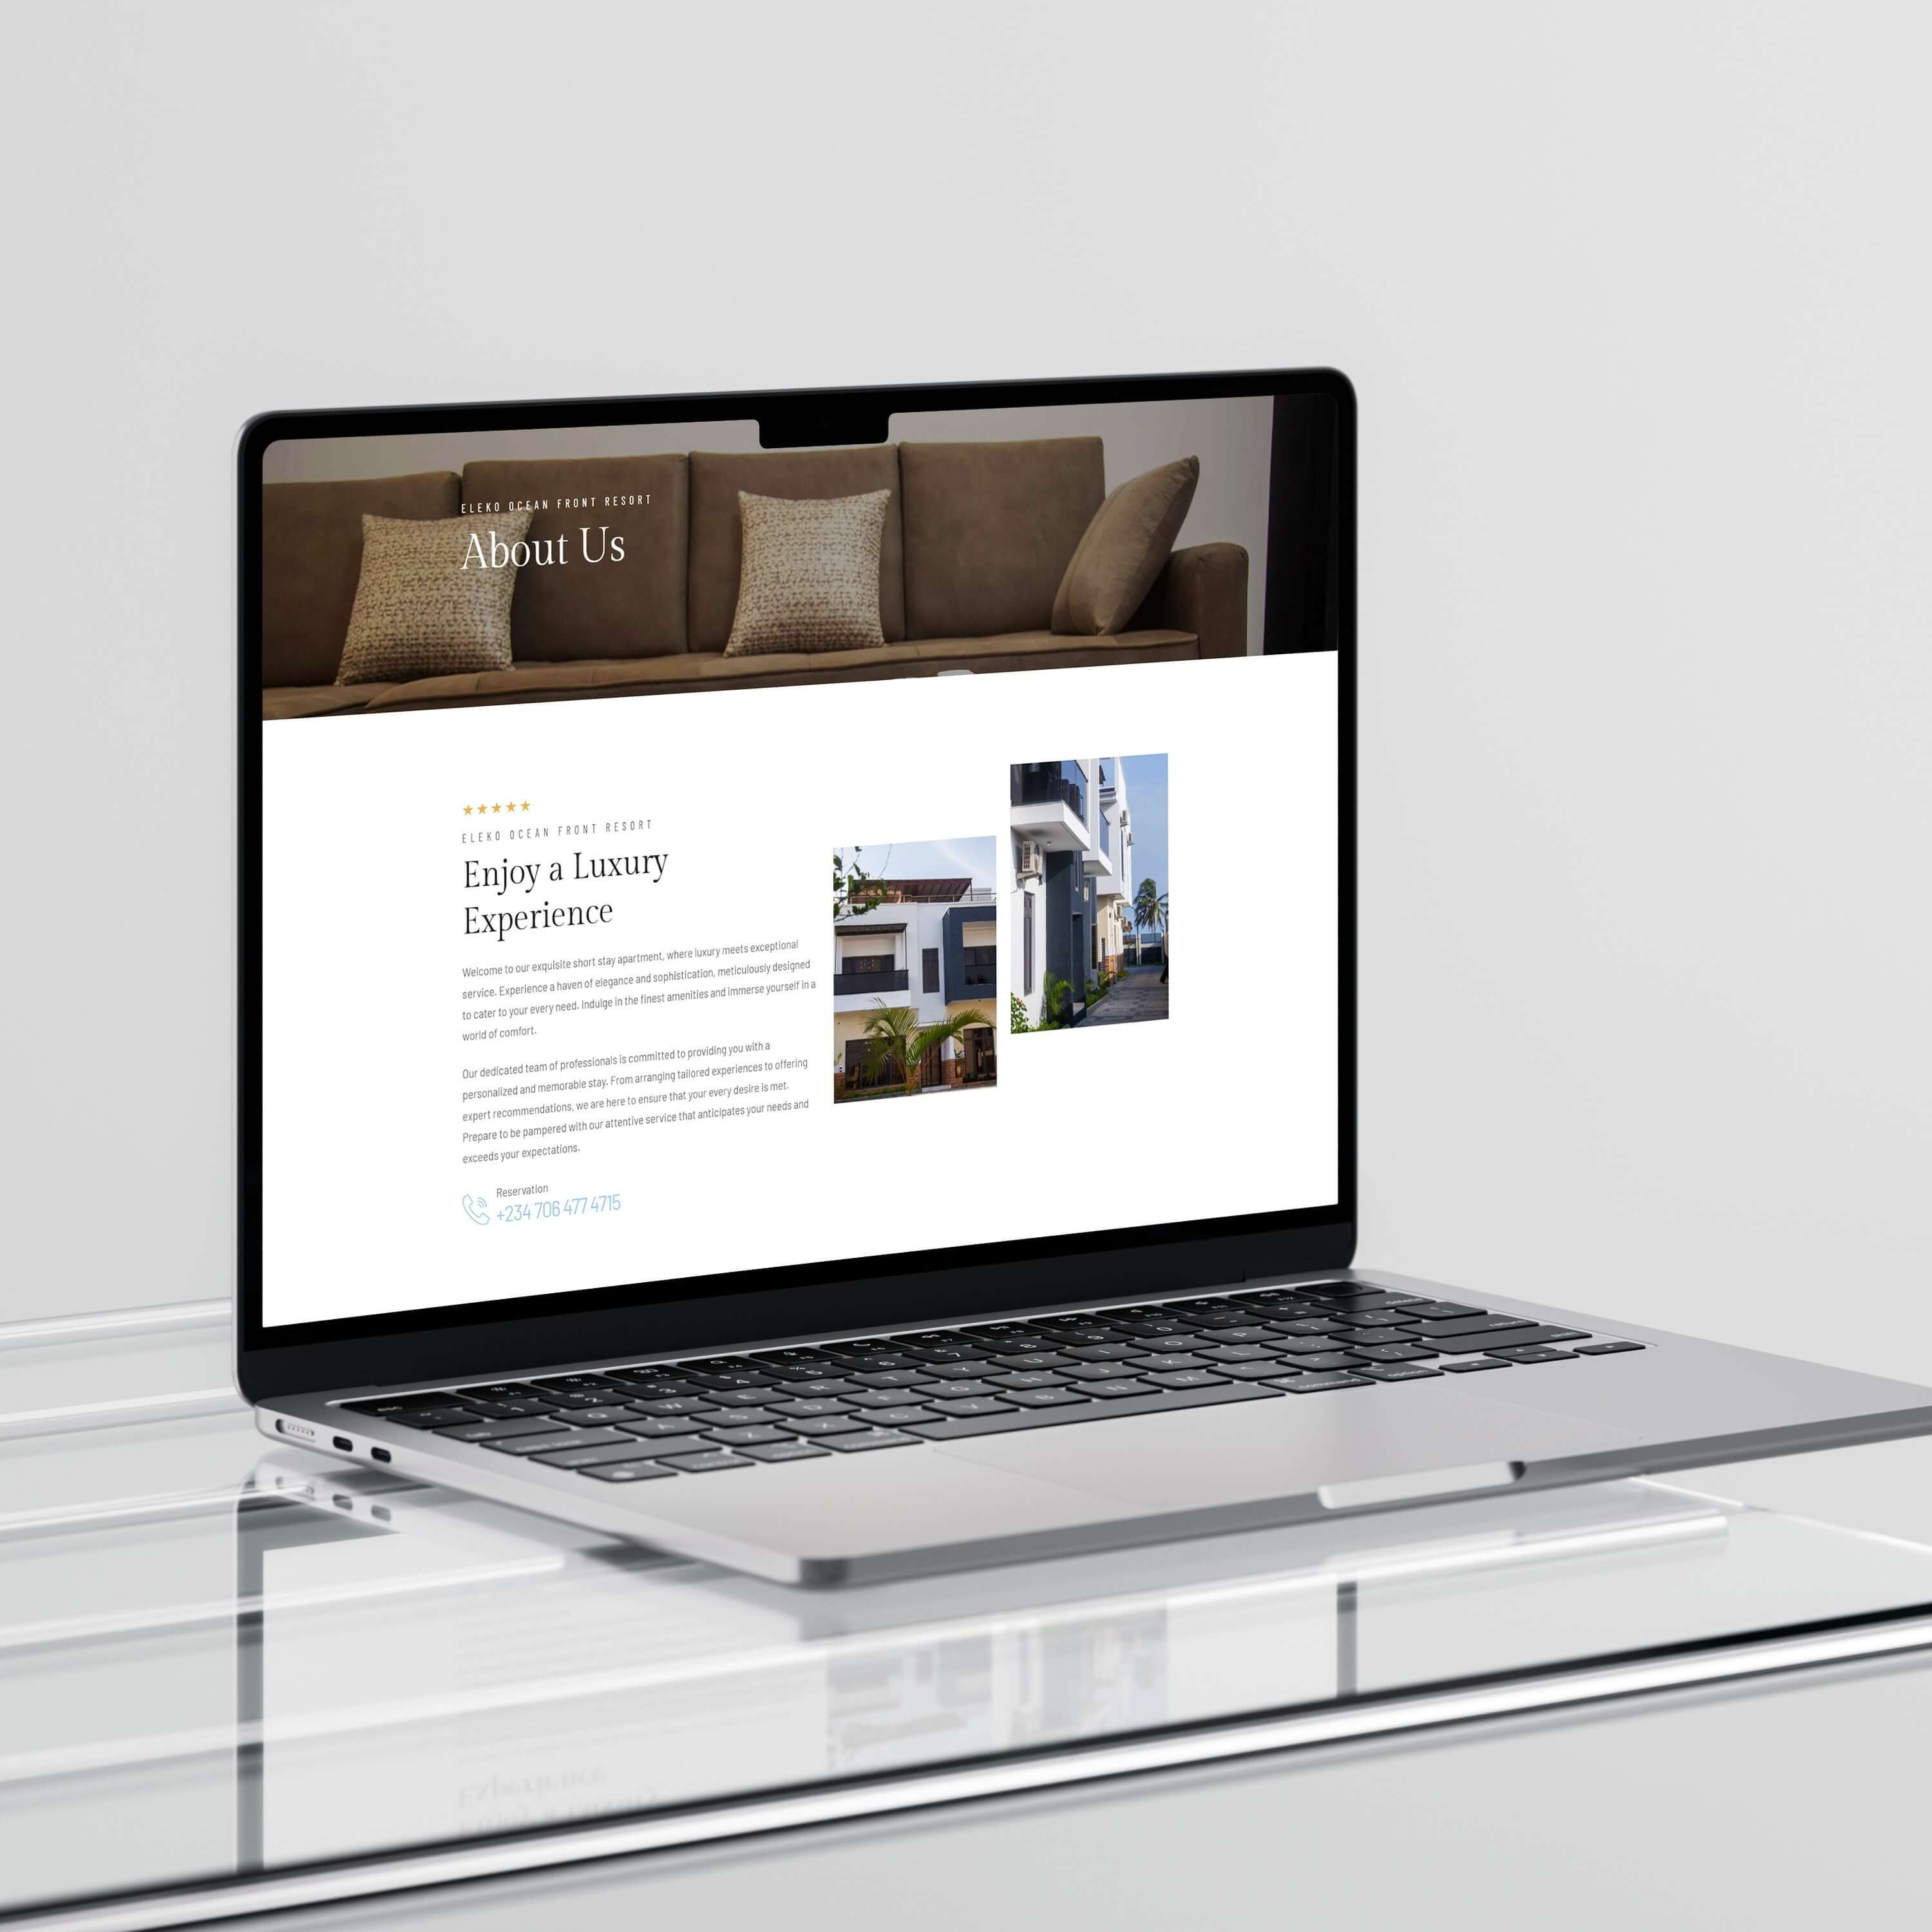 ELEKO OCEAN FRONT RESORT
About Us
★★★★★
ELEKO OCEAN FRONT RESORT
Enjoy a Luxury
Experience
Welcome to our exquisite short stay apartment, where luxury meets exceptional
service. Experience a haven of elegance and sophistication, meticulously designed
to cater to your every need. Indulge in the finest amenities and immerse yourself in a
world of comfort.
Our dedicated team of professionals is committed to providing you with a
personalized and memorable stay. From arranging tailored experiences to offering
expert recommendations, we are here to ensure that your every desire is met.
Prepare to be pampered with our attentive service that anticipates your needs and
exceeds your expectations.
Reservation
+234 706 477 4715